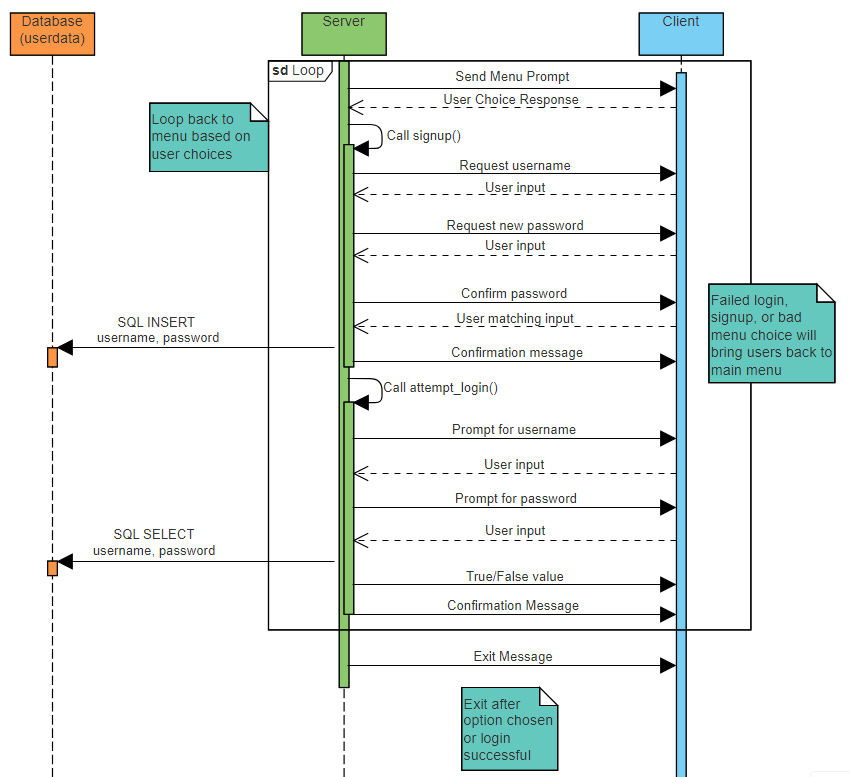 Database
(userdata)
Server
Client
sd Loop
Send Menu Prompt
User Choice Response
Loop back to
menu based on
user choices
Call signup()
Request username
User input
Request new password
User input
Confirm password
Failed login,
signup, or bad
menu choice will
bring users back to
main menu
User matching input
SQL INSERT
username, password
Confirmation message
Call attempt_login()
Prompt for username
User input
Prompt for password
User input
SQL SELECT
username, password
True/False value
Confirmation Message
Exit Message
Exit after
option chosen
or login
successful